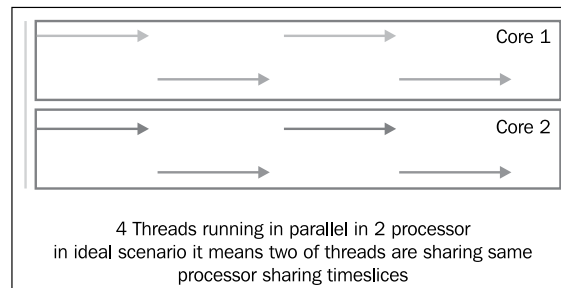 Core 1
Core 2
4 Threads running in parallel in 2 processor
in ideal scenario it means two of threads are sharing same
processor sharing timeslices